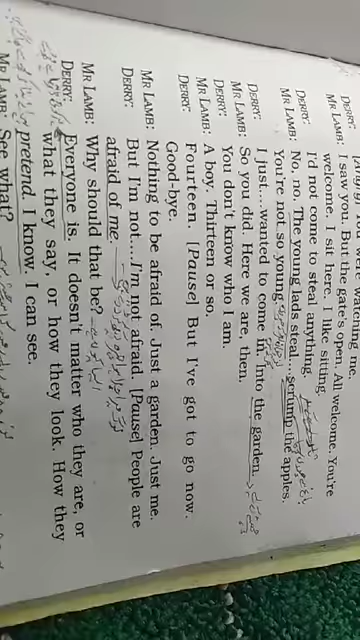 you were watching me.
MR LAMB: I saw you. But the gate's open. All welcome. You're
welcome. I sit here. I like sitting.
DERRY: I'd not come to steal anything.
MR LAMB: No, no. The young lads steal....scrump the apples.
You're not so young.
DERRY: I just....wanted to come in. Into the garden.
MR LAMB: So you did. Here we are, then.
DERRY: You don't know who I am.
MR LAMB: A boy. Thirteen or so.
DERRY: Fourteen. [Pause] But I've got to go now.
Good-bye.
MR LAMB: Nothing to be afraid of. Just a garden. Just me.
DERRY: But I'm not....I'm not afraid. [Pause] People are
afraid of me.
MR LAMB: Why should that be?
DERRY: Everyone is. It doesn't matter who they are, or
what they say, or how they look. How they
pretend. I know. I can see.
MR LAMB: See what?